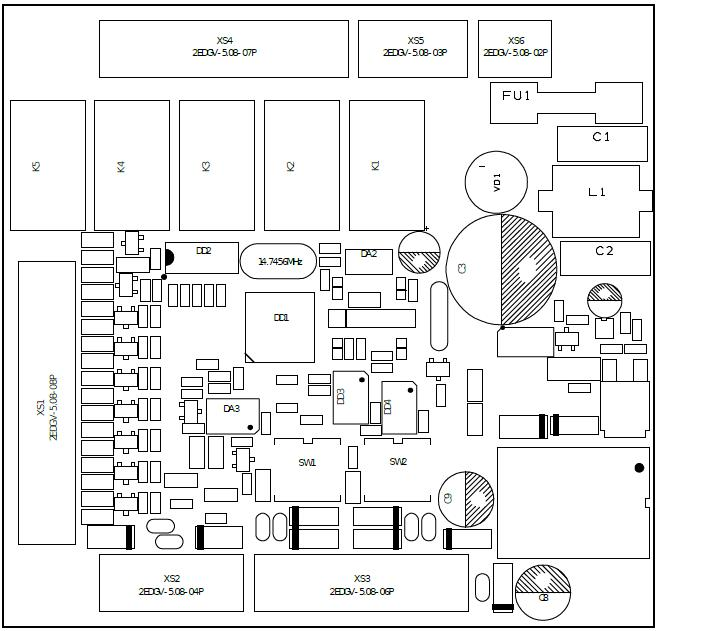 XS4
2EDGV-5.08-07P
XS5
2EDGV-5.08-03P
XS6
2EDGV-5.08-02P
FU1
C1
K5
K4
K3
K2
K1
VD1
L1
DD2
14.7456MHz
DA2
C3
C2
DD1
XS1
2EDGV-5.08-08P
DA3
DD3
DD4
SW1
SW2
C9
XS2
2EDGV-5.08-04P
XS3
2EDGV-5.08-06P
C8